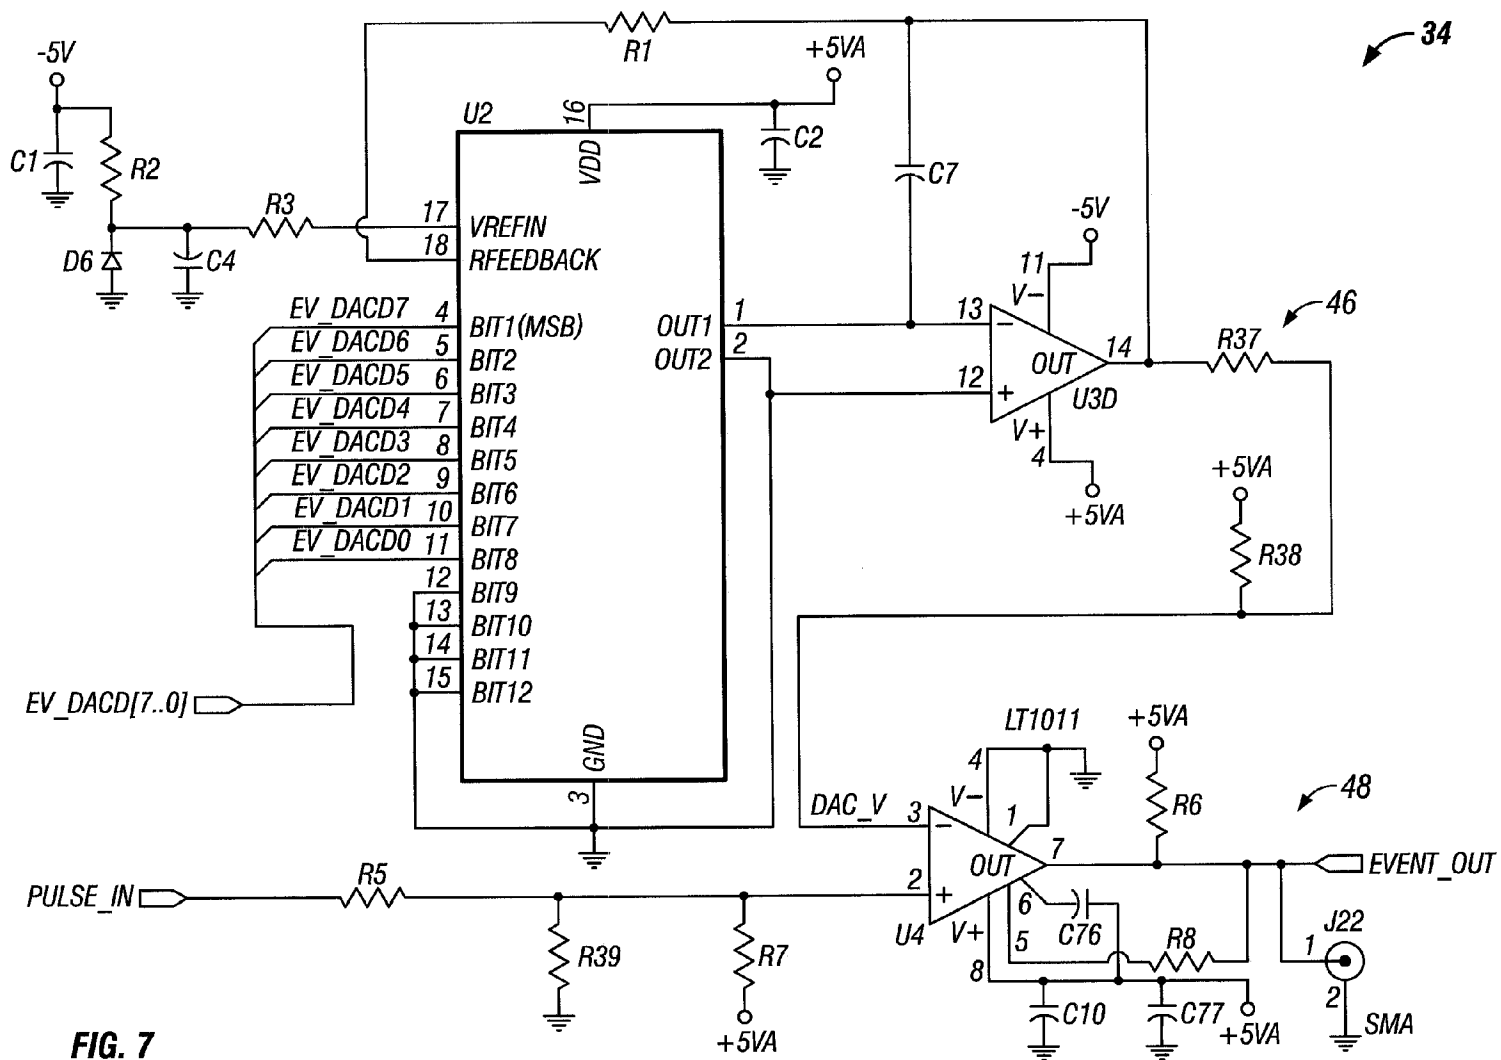 34
-5V
R1
+5VA
U2
16
VDD
C2
C1
R2
C7
R3
17
VREFIN
18
RFEEDBACK
D6
C4
-5V
11
V−
EV_DACD7
4
BIT1(MSB)
EV_DACD6
5
BIT2
EV_DACD5
6
BIT3
EV_DACD4
7
BIT4
EV_DACD3
8
BIT5
EV_DACD2
9
BIT6
EV_DACD1
10
BIT7
EV_DACD0
11
BIT8
12
BIT9
13
BIT10
14
BIT11
15
BIT12
OUT1
1
OUT2
2
13
−
12
+
OUT
14
U3D
V+
4
+5VA
R37
46
+5VA
R38
EV_DACD[7..0]
GND
3
LT1011
4
V−
1
+5VA
R6
48
DAC_V
3
−
OUT
7
EVENT_OUT
PULSE_IN
R5
2
+
U4
V+
6
C76
5
R8
8
J22
1
2
SMA
R39
R7
+5VA
C10
C77
+5VA
FIG. 7